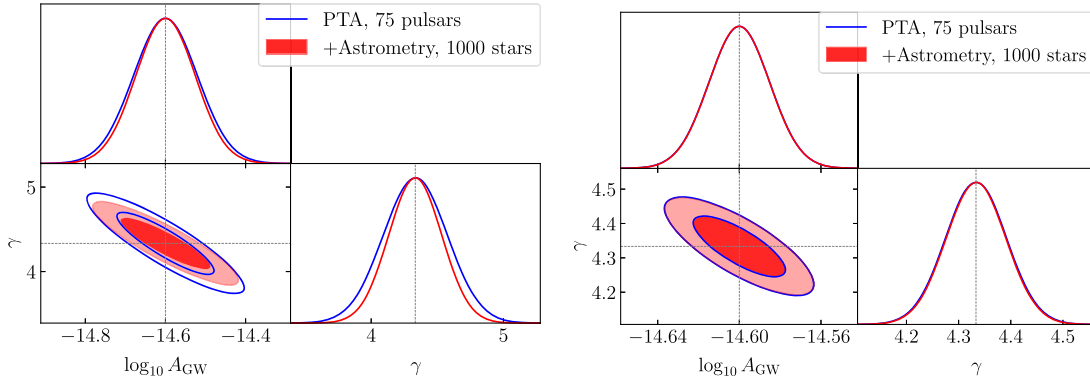 PTA, 75 pulsars
+Astrometry, 1000 stars
5
4
γ
−14.8 −14.6 −14.4
log₁₀ A_GW
4 5
γ
PTA, 75 pulsars
+Astrometry, 1000 stars
4.5
4.4
4.3
4.2
γ
−14.64 −14.60 −14.56
log₁₀ A_GW
4.2 4.3 4.4 4.5
γ